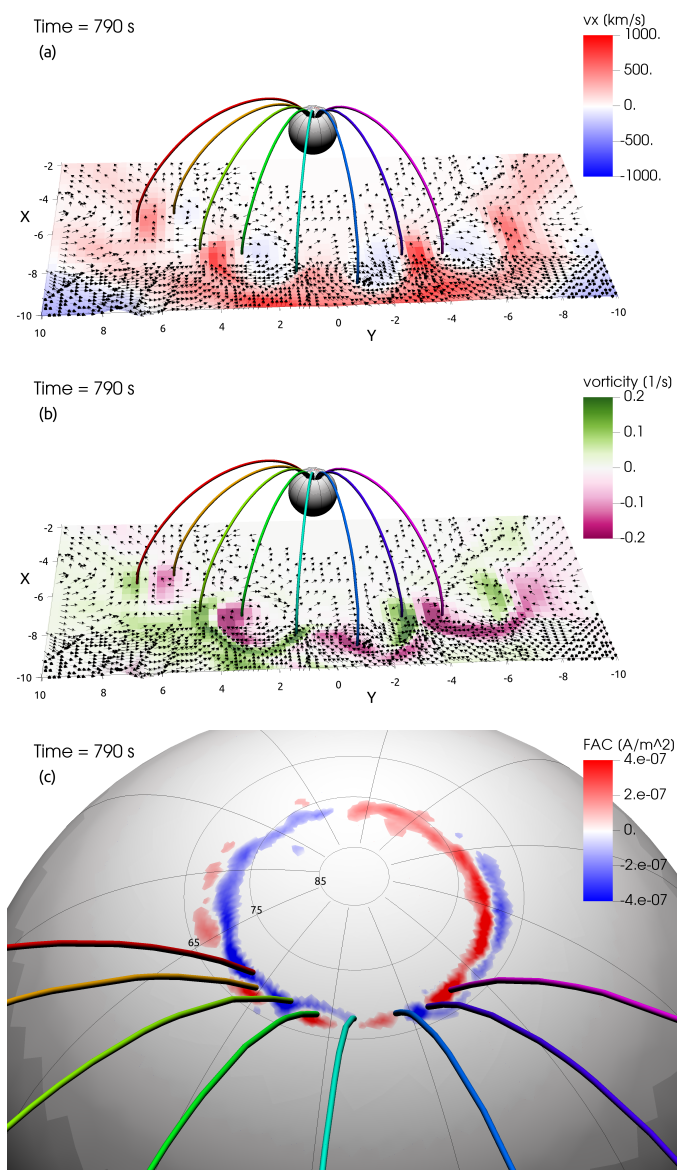 Time = 790 s
(a)
vx (km/s)
1000.
500.
0.
-500.
-1000.
-2
-4
X
-6
-8
-10
10
8
6
4
2
0
-2
-4
-6
-8
-10
Y
Time = 790 s
(b)
vorticity (1/s)
0.2
0.1
0.
-0.1
-0.2
-2
-4
X
-6
-8
-10
10
8
6
4
2
0
-2
-4
-6
-8
-10
Y
Time = 790 s
(c)
FAC (A/m^2)
4.e-07
2.e-07
0.
-2.e-07
-4.e-07
85
75
65